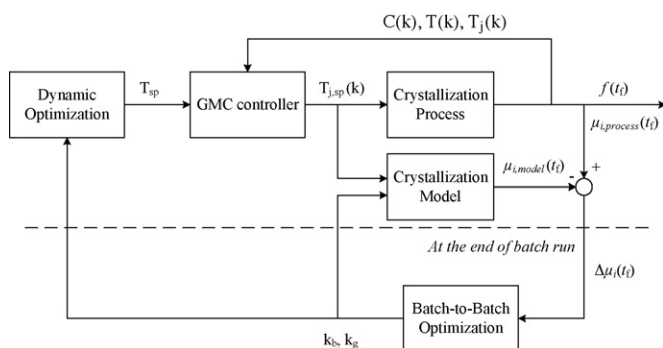 C(k), T(k), Tⱼ(k)
Dynamic
Optimization
Tsp
GMC controller
Tj,sp(k)
Crystallization
Process
f(tf)
μi,process(tf)
Crystallization
Model
μi,model(tf)
-
+
At the end of batch run
Δμi(tf)
Batch-to-Batch
Optimization
kb, kg